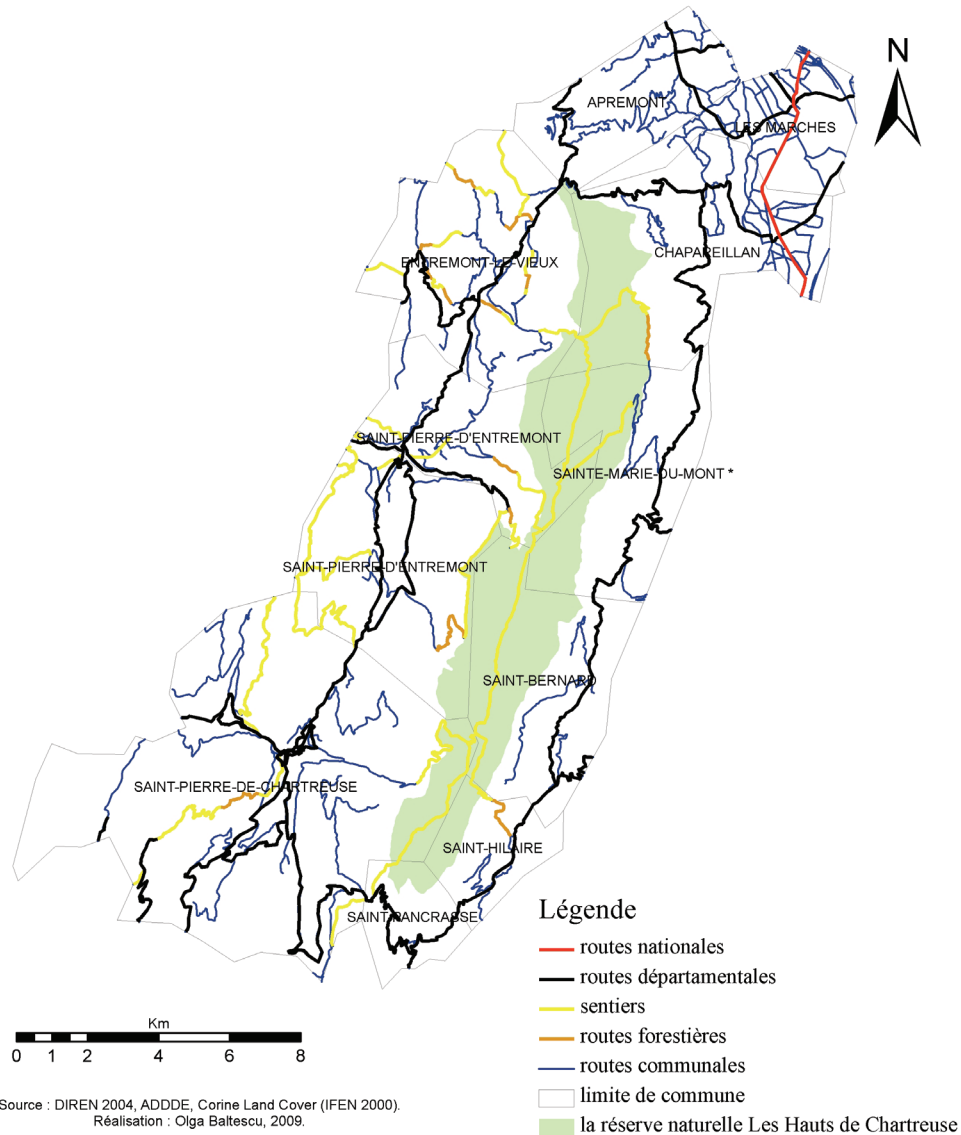 N
APREMONT
LES MARCHES
CHAPAREILLAN
ENTREMONT-LE-VIEUX
SAINT-PIERRE-D'ENTREMONT
SAINTE-MARIE-DU-MONT *
SAINT-PIERRE-D'ENTREMONT
SAINT-BERNARD
SAINT-PIERRE-DE-CHARTREUSE
SAINT-HILAIRE
SAINT-PANCRASSE
Légende
routes nationales
routes départamentales
sentiers
routes forestières
routes communales
limite de commune
la réserve naturelle Les Hauts de Chartreuse
Km
0 1 2 4 6 8
Source : DIREN 2004, ADDDE, Corine Land Cover (IFEN 2000).
Réalisation : Olga Baltescu, 2009.